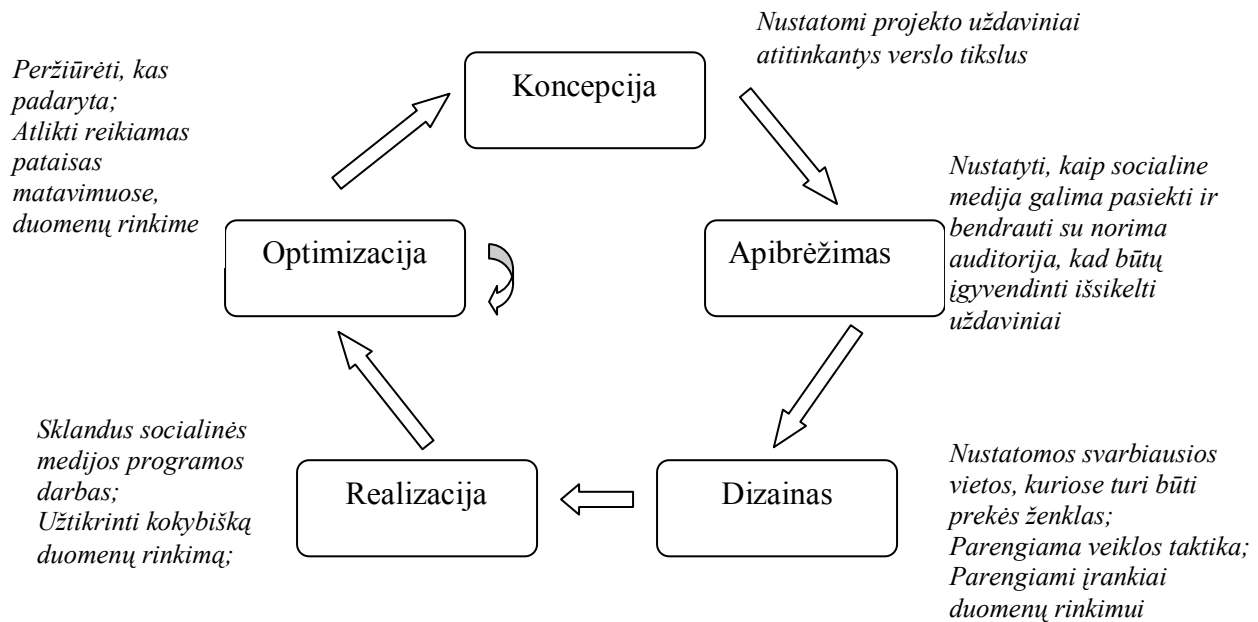 Nustatomi projekto uždaviniai
atitinkantys verslo tikslus
Koncepcija
Peržiūrėti, kas
padaryta;
Atlikti reikiamas
pataisas
matavimuose,
duomenų rinkime
Nustatyti, kaip socialine
medija galima pasiekti ir
bendrauti su norima
auditorija, kad būtų
įgyvendinti išsikelti
uždaviniai
Optimizacija
Apibrėžimas
Sklandus socialinės
medijos programos
darbas;
Užtikrinti kokybišką
duomenų rinkimą;
Realizacija
Dizainas
Nustatomos svarbiausios
vietos, kuriose turi būti
prekės ženklas;
Parengiama veiklos taktika;
Parengiami įrankiai
duomenų rinkimui